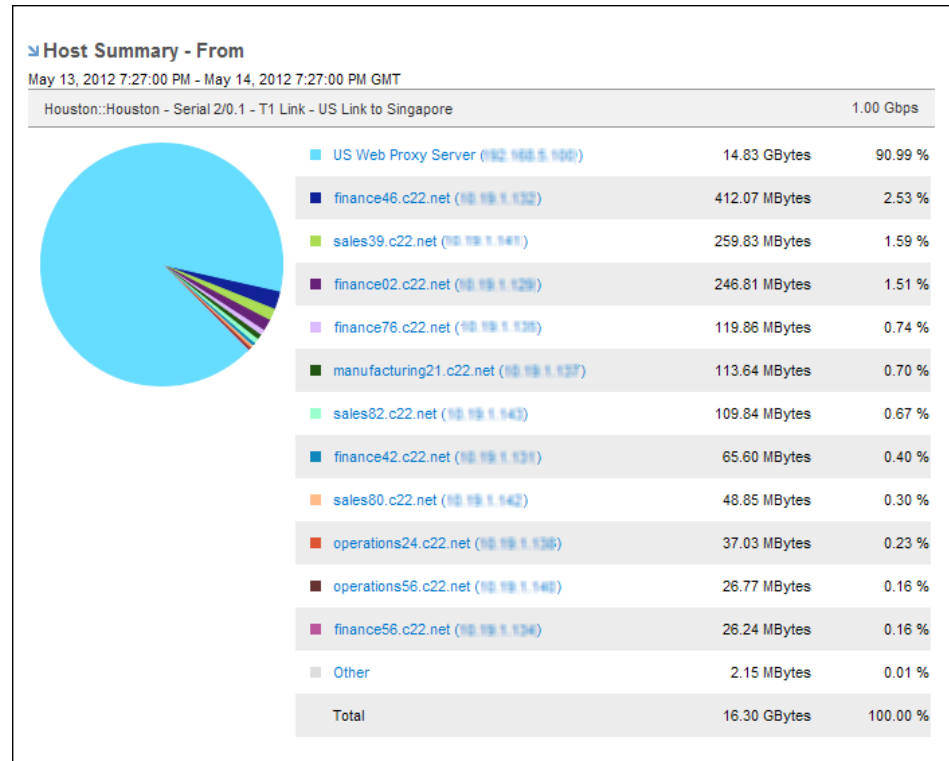 Host Summary - From
May 13, 2012 7:27:00 PM - May 14, 2012 7:27:00 PM GMT
Houston::Houston - Serial 2/0.1 - T1 Link - US Link to Singapore 1.00 Gbps
US Web Proxy Server ( ) 14.83 GBytes 90.99 %
finance46.c22.net ( ) 412.07 MBytes 2.53 %
sales39.c22.net ( ) 259.83 MBytes 1.59 %
finance02.c22.net ( ) 246.81 MBytes 1.51 %
finance76.c22.net ( ) 119.86 MBytes 0.74 %
manufacturing21.c22.net ( ) 113.64 MBytes 0.70 %
sales82.c22.net ( ) 109.84 MBytes 0.67 %
finance42.c22.net ( ) 65.60 MBytes 0.40 %
sales80.c22.net ( ) 48.85 MBytes 0.30 %
operations24.c22.net ( ) 37.03 MBytes 0.23 %
operations56.c22.net ( ) 26.77 MBytes 0.16 %
finance56.c22.net ( ) 26.24 MBytes 0.16 %
Other 2.15 MBytes 0.01 %
Total 16.30 GBytes 100.00 %